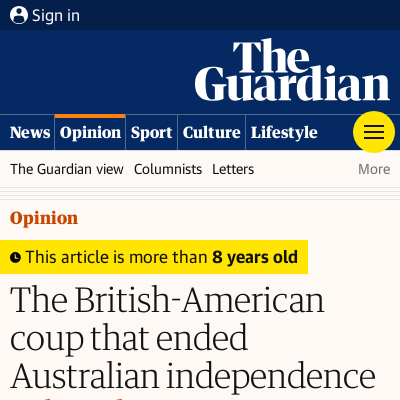 Sign in
The
Guardian
News Opinion Sport Culture Lifestyle
The Guardian view Columnists Letters More
Opinion
This article is more than 8 years old
The British-American
coup that ended
Australian independence